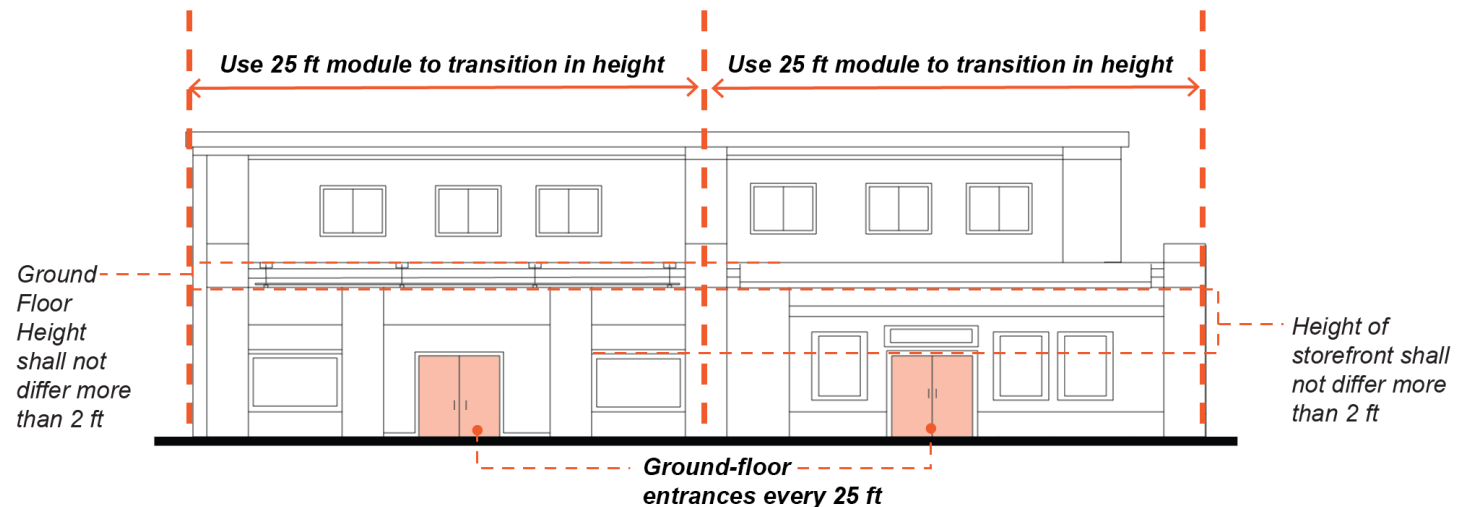 Use 25 ft module to transition in height
Use 25 ft module to transition in height
Ground
Floor
Height
shall not
differ more
than 2 ft
Height of
storefront shall
not differ more
than 2 ft
Ground-floor
entrances every 25 ft